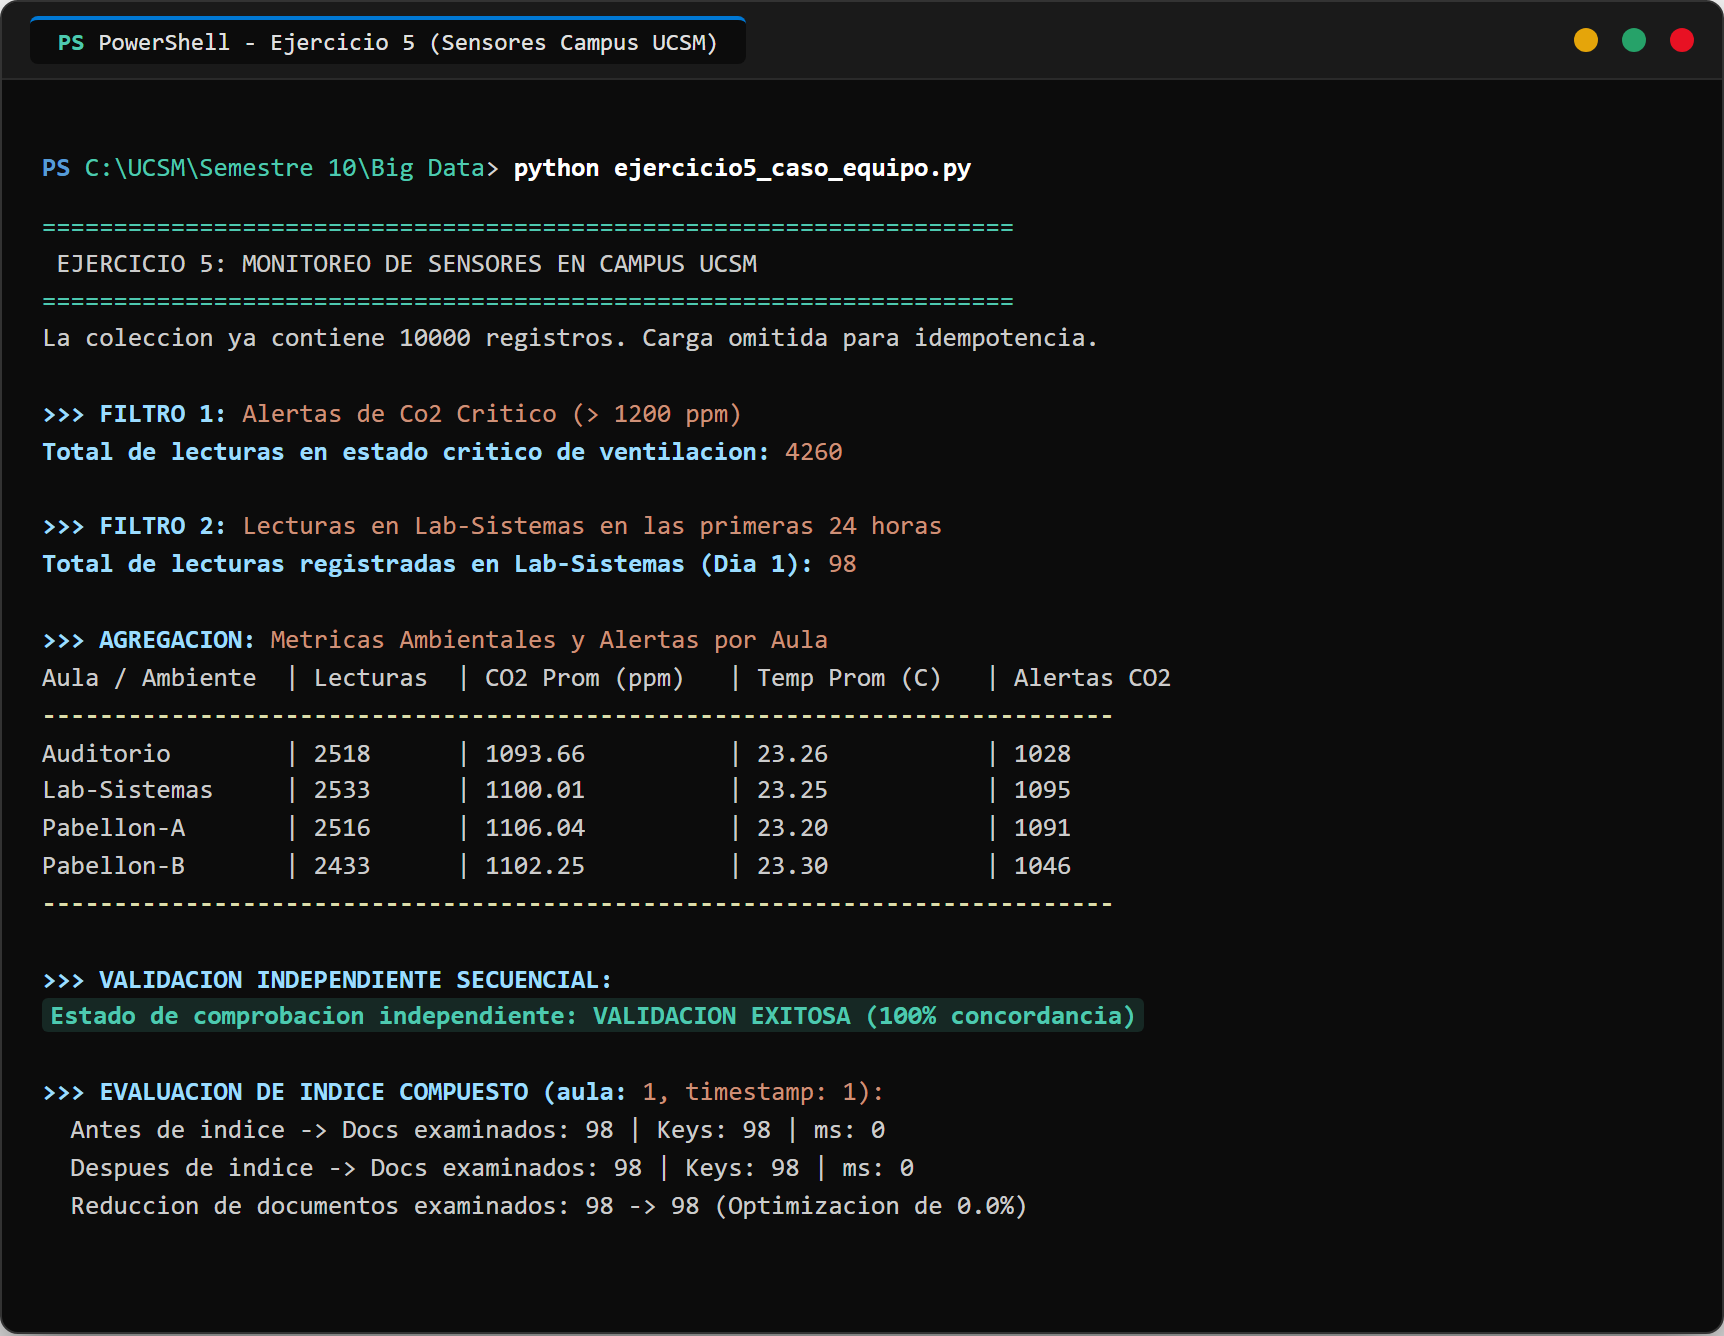 PS PowerShell - Ejercicio 5 (Sensores Campus UCSM)
PS C:\UCSM\Semestre 10\Big Data> python ejercicio5_caso_equipo.py
====================================================================
EJERCICIO 5: MONITOREO DE SENSORES EN CAMPUS UCSM
====================================================================
La coleccion ya contiene 10000 registros. Carga omitida para idempotencia.
>>> FILTRO 1: Alertas de Co2 Critico (> 1200 ppm)
Total de lecturas en estado critico de ventilacion: 4260
>>> FILTRO 2: Lecturas en Lab-Sistemas en las primeras 24 horas
Total de lecturas registradas en Lab-Sistemas (Dia 1): 98
>>> AGREGACION: Metricas Ambientales y Alertas por Aula
Aula / Ambiente | Lecturas | CO2 Prom (ppm) | Temp Prom (C) | Alertas CO2
---------------------------------------------------------------------------
Auditorio | 2518 | 1093.66 | 23.26 | 1028
Lab-Sistemas | 2533 | 1100.01 | 23.25 | 1095
Pabellon-A | 2516 | 1106.04 | 23.20 | 1091
Pabellon-B | 2433 | 1102.25 | 23.30 | 1046
---------------------------------------------------------------------------
>>> VALIDACION INDEPENDIENTE SECUENCIAL:
Estado de comprobacion independiente: VALIDACION EXITOSA (100% concordancia)
>>> EVALUACION DE INDICE COMPUESTO (aula: 1, timestamp: 1):
Antes de indice -> Docs examinados: 98 | Keys: 98 | ms: 0
Despues de indice -> Docs examinados: 98 | Keys: 98 | ms: 0
Reduccion de documentos examinados: 98 -> 98 (Optimizacion de 0.0%)